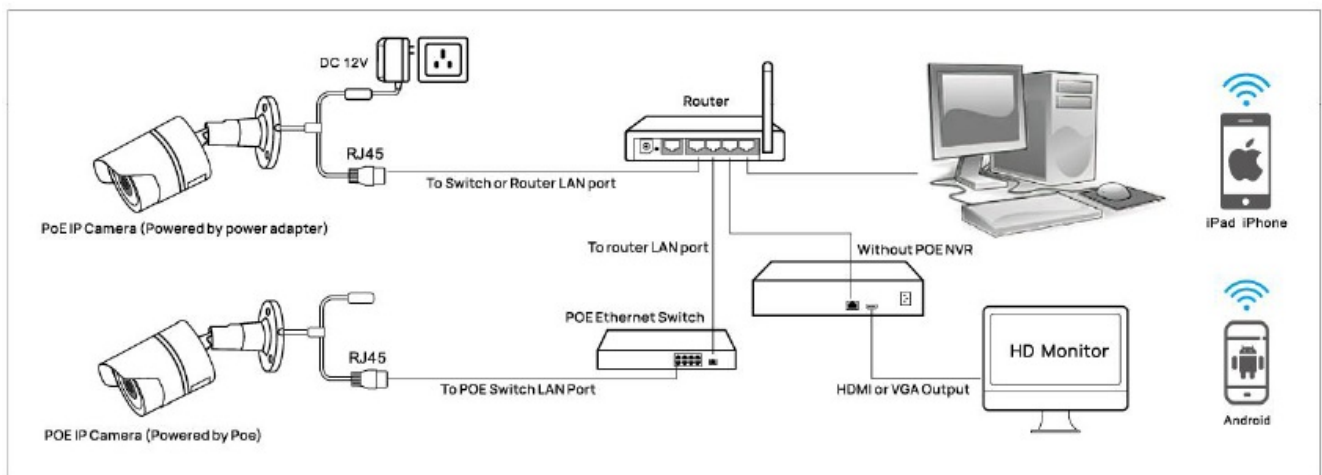 DC 12V
Router
RJ45
To Switch or Router LAN port
PoE IP Camera (Powered by power adapter)
iPad iPhone
To router LAN port
Without POE NVR
POE Ethernet Switch
HD Monitor
RJ45
To POE Switch LAN Port
HDMI or VGA Output
Android
POE IP Camera (Powered by Poe)